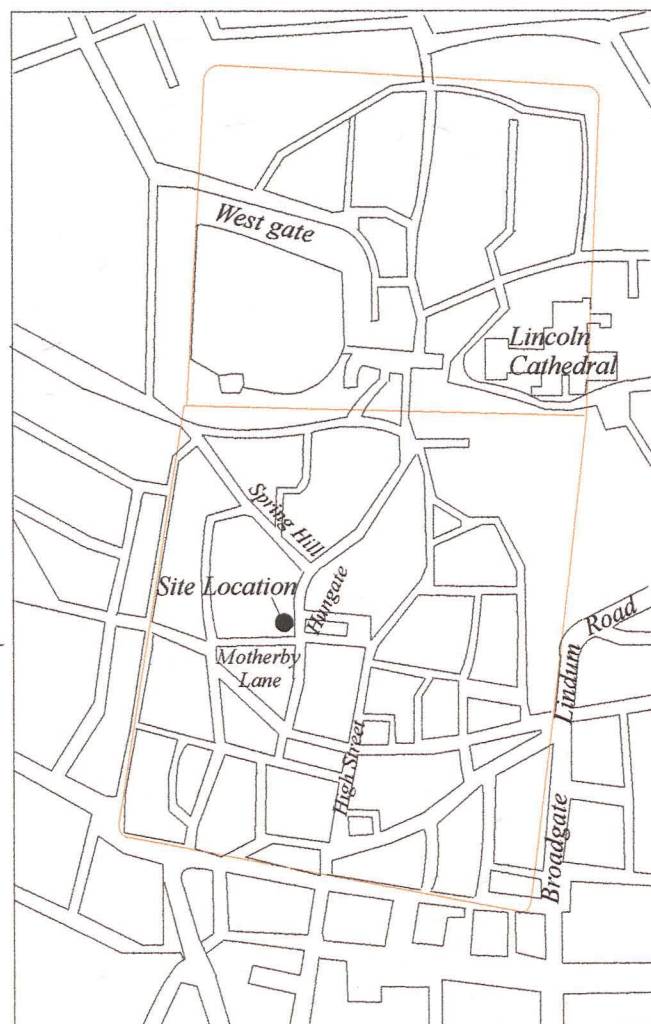 West gate
Lincoln
Cathedral
Spring Hill
Site Location
Hungate
Motherby
Lane
Lindum Road
High Street
Broadgate